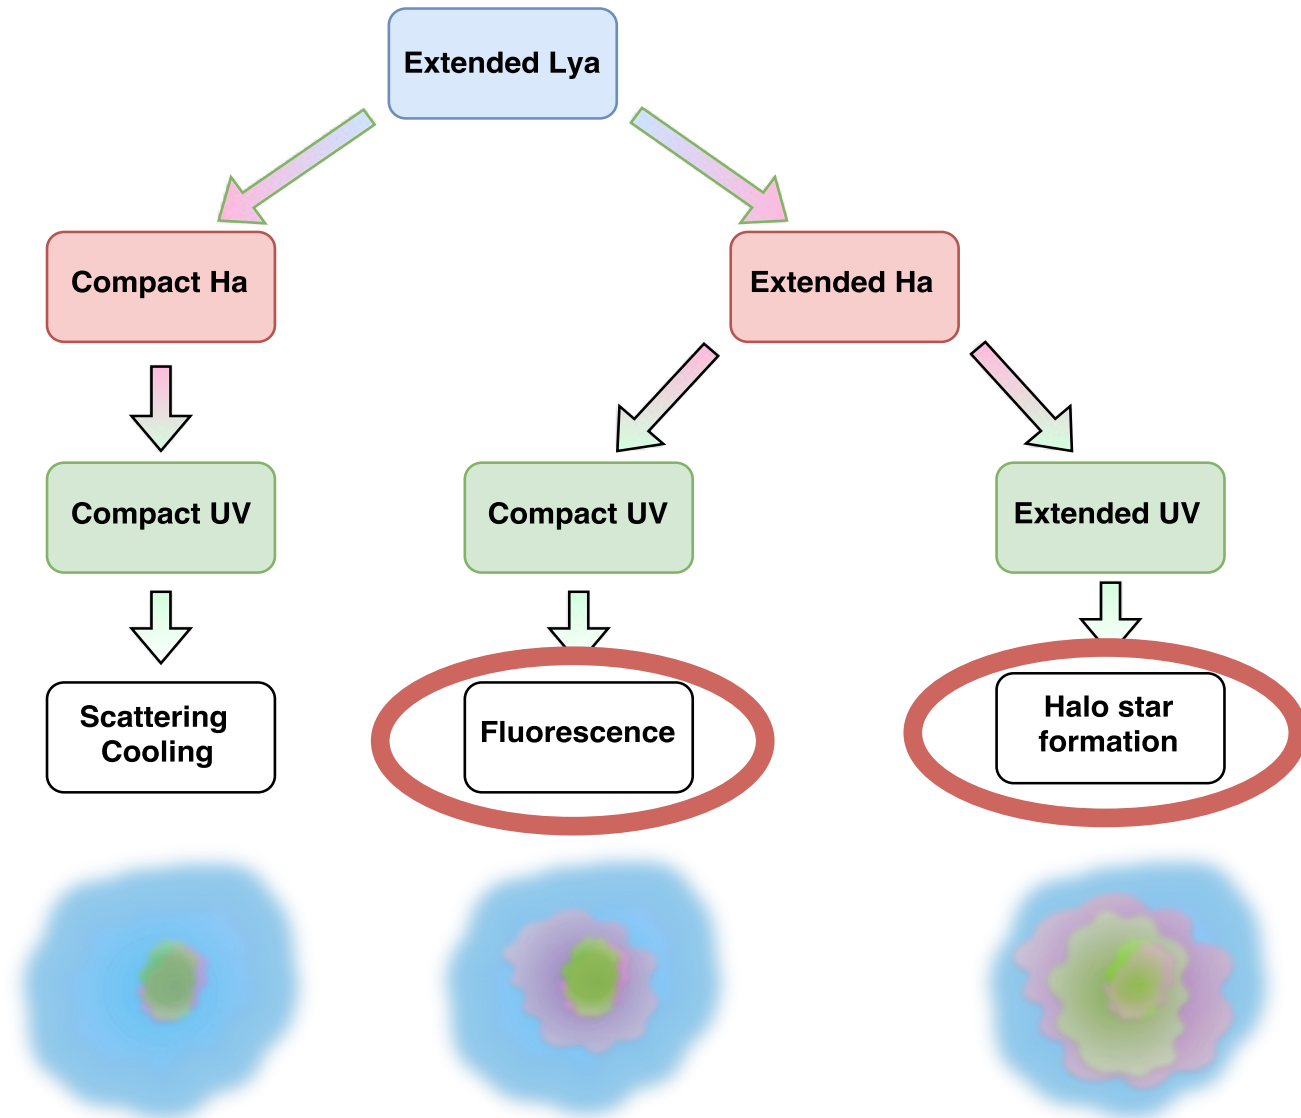 Extended Lya
Compact Ha
Extended Ha
Compact UV
Compact UV
Extended UV
Scattering
Cooling
Fluorescence
Halo star
formation